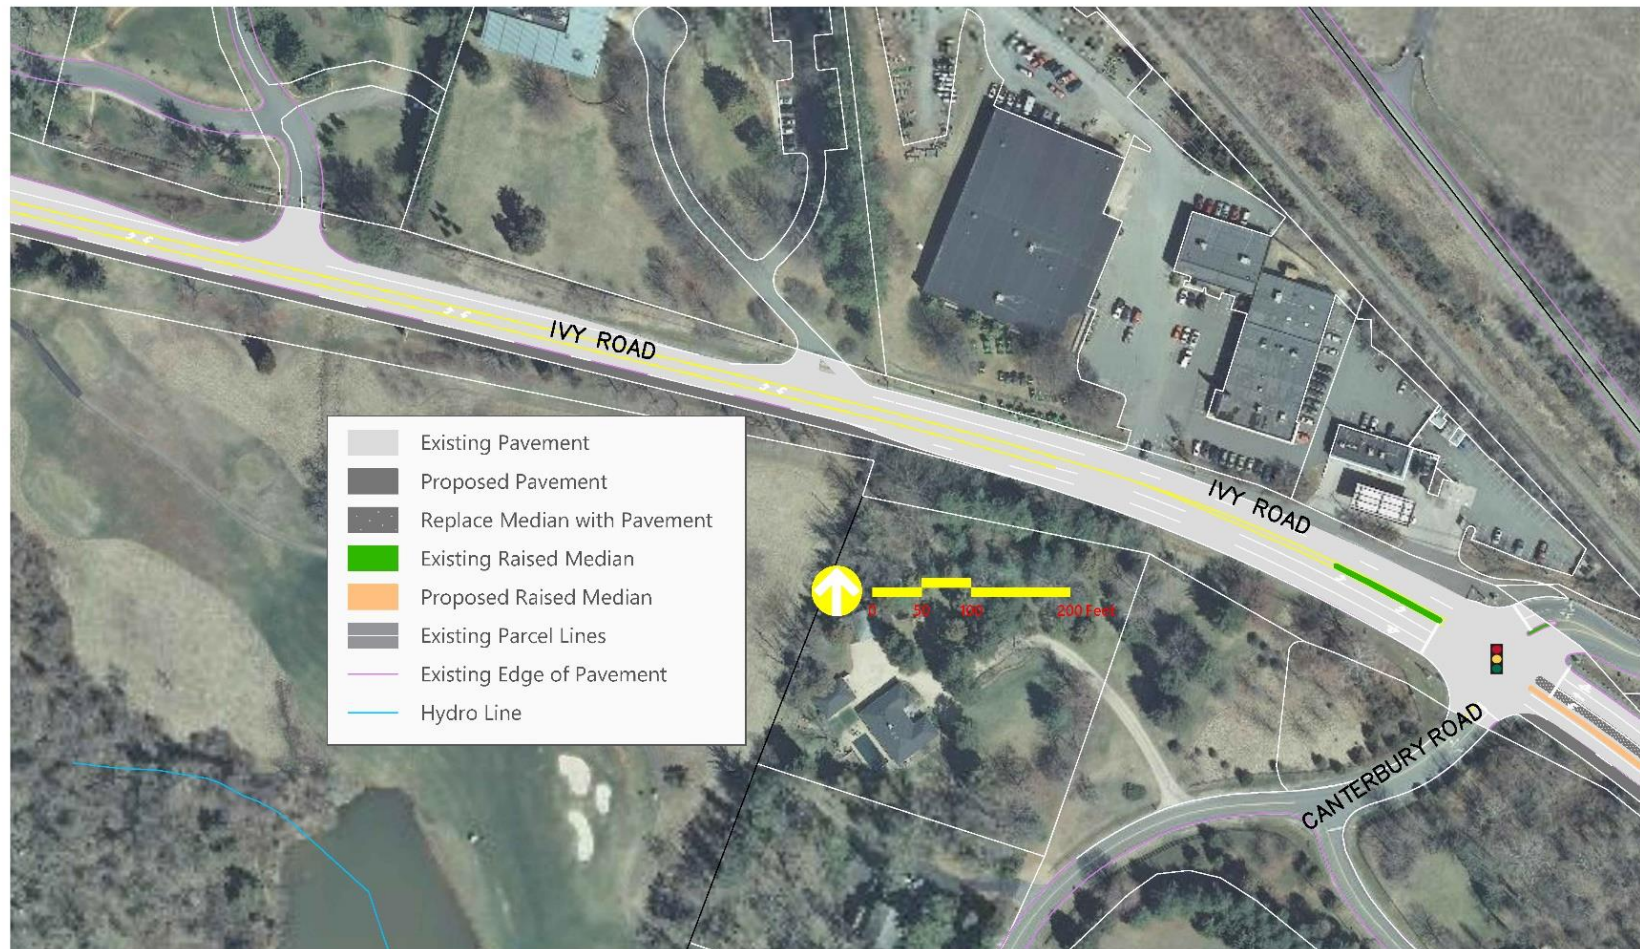 IVY ROAD
IVY ROAD
Existing Pavement
Proposed Pavement
Replace Median with Pavement
Existing Raised Median
Proposed Raised Median
Existing Parcel Lines
Existing Edge of Pavement
Hydro Line
0 50 100 200 Feet
CANTERBURY ROAD